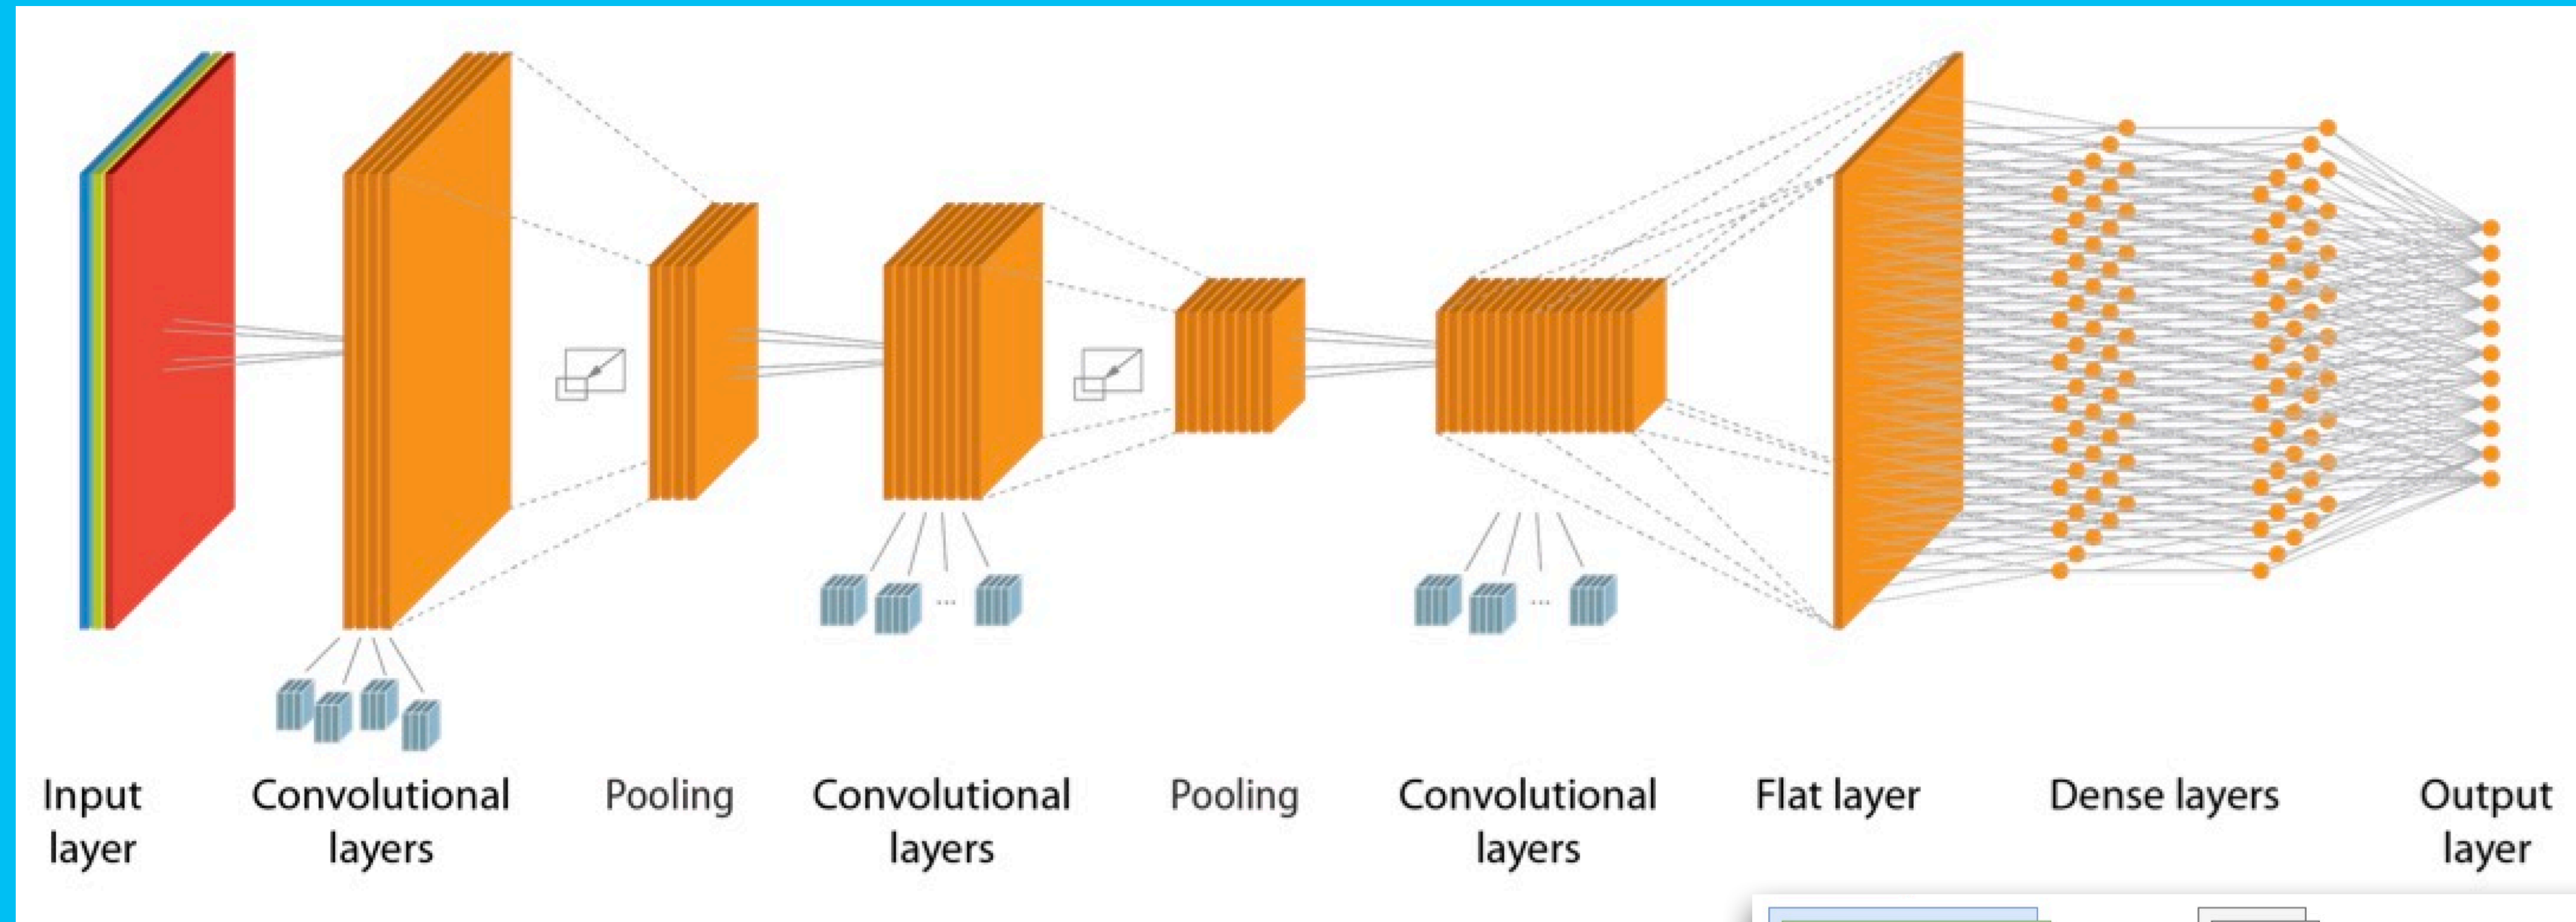 Input
layer
Convolutional
layers
Pooling
Convolutional
layers
Pooling
Convolutional
layers
Flat layer
Dense layers
Output
layer
...
...